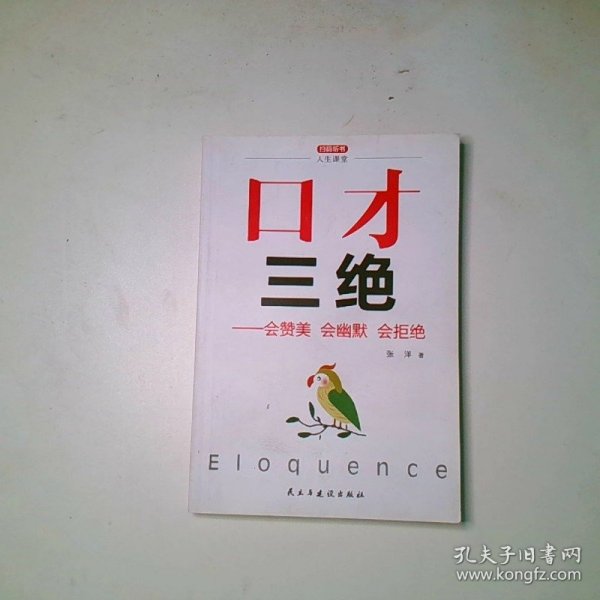 扫码听书
人生课堂
口才
三绝
——会赞美 会幽默 会拒绝
张 洋 著
Eloquence
民主与建设出版社
孔夫子旧书网
www.kongfz.com